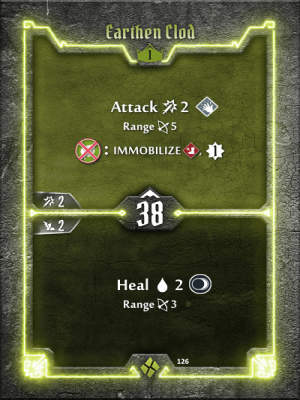 Earthen Clod
1
Attack 2
Range 5
: IMMOBILIZE , 1
2
2
38
Heal 2
Range 3
126